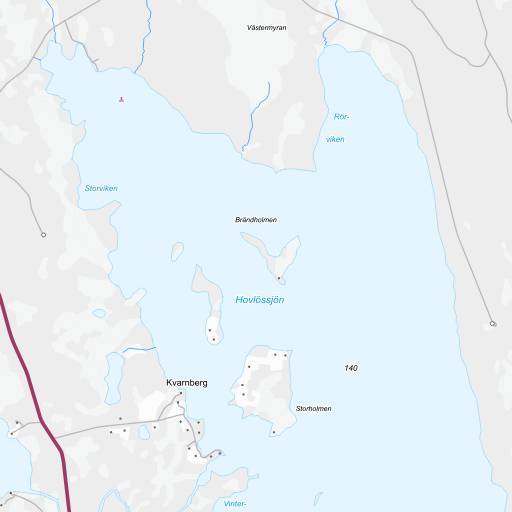 Västermyran
Rör-
viken
Storviken
Brändholmen
Hovlössjön
140
Kvarnberg
Storholmen
Vinter-